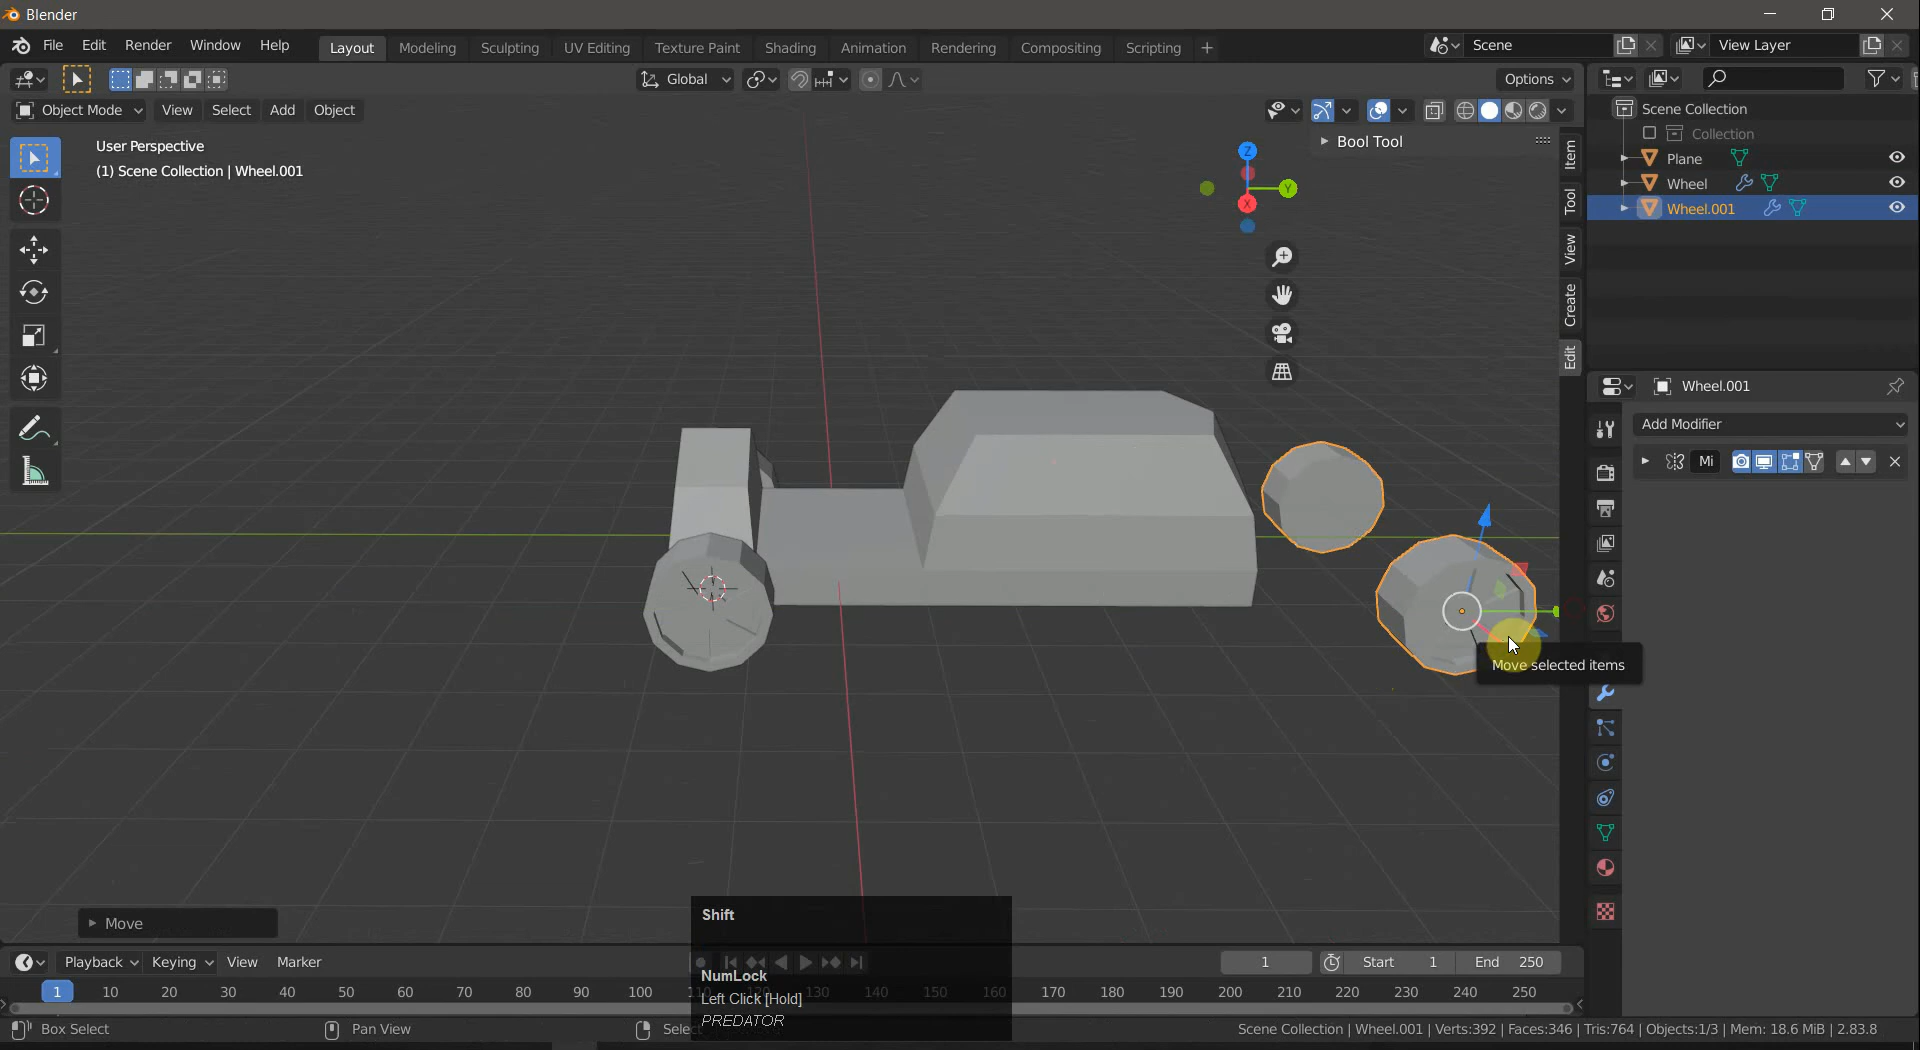 Blender
File Edit Render Window Help
Layout Modeling Sculpting UV Editing Texture Paint Shading Animation Rendering Compositing Scripting +
Scene
View Layer
Global
Options
Object Mode View Select Add Object
User Perspective
(1) Scene Collection | Wheel.001
Bool Tool
Z
Y
X
Item
Tool
View
Create
Edit
Scene Collection
Collection
Plane
Wheel
Wheel.001
Wheel.001
Add Modifier
Mi
Move selected items
Move
Shift
NumLock
Left Click [Hold]
PREDATOR
Playback Keying View Marker
1 Start 1 End 250
1 10 20 30 40 50 60 70 80 90 100 110 120 130 140 150 160 170 180 190 200 210 220 230 240 250
Box Select Pan View Selec
Scene Collection | Wheel.001 | Verts:392 | Faces:346 | Tris:764 | Objects:1/3 | Mem: 18.6 MiB | 2.83.8